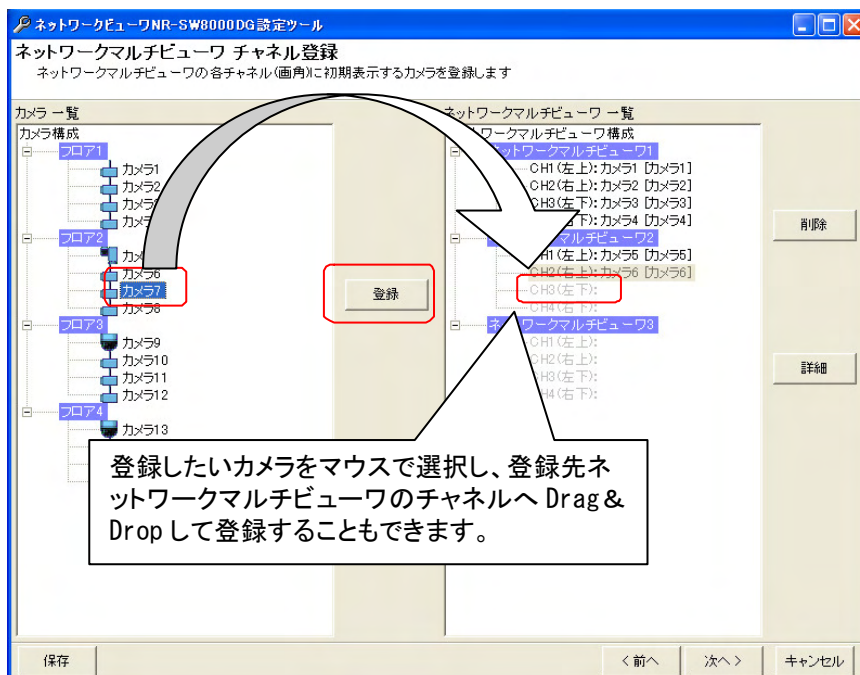 ネットワークビューワNR-SW8000DG設定ツール
ネットワークマルチビューワ チャネル登録
ネットワークマルチビューワの各チャネル(画角)に初期表示するカメラを登録します
カメラ一覧
カメラ構成
フロア1
カメラ1
カメラ2
フロア2
カメラ6
カメラ7
カメラ8
フロア3
カメラ9
カメラ10
カメラ11
カメラ12
フロア4
カメラ13
登録
ネットワークマルチビューワ 一覧
トワークマルチビューワ構成
ットワークマルチビューワ1
CH1(左上):カメラ1 [カメラ1]
CH2(右上):カメラ2 [カメラ2]
CH3(左下):カメラ3 [カメラ3]
下):カメラ4 [カメラ4]
マルチビューワ2
H1(左上):カメラ5 [カメラ5]
CH2(右上):カメラ6 [カメラ6]
CH3(左下):
CH4(右下):
ネットワークマルチビューワ3
CH1(左上):
CH2(右上):
CH3(左下):
H4(右下):
削除
詳細
登録したいカメラをマウスで選択し、登録先ネ
ットワークマルチビューワのチャネルへ Drag&
Drop して登録することもできます。
保存
<前へ
次へ>
キャンセル